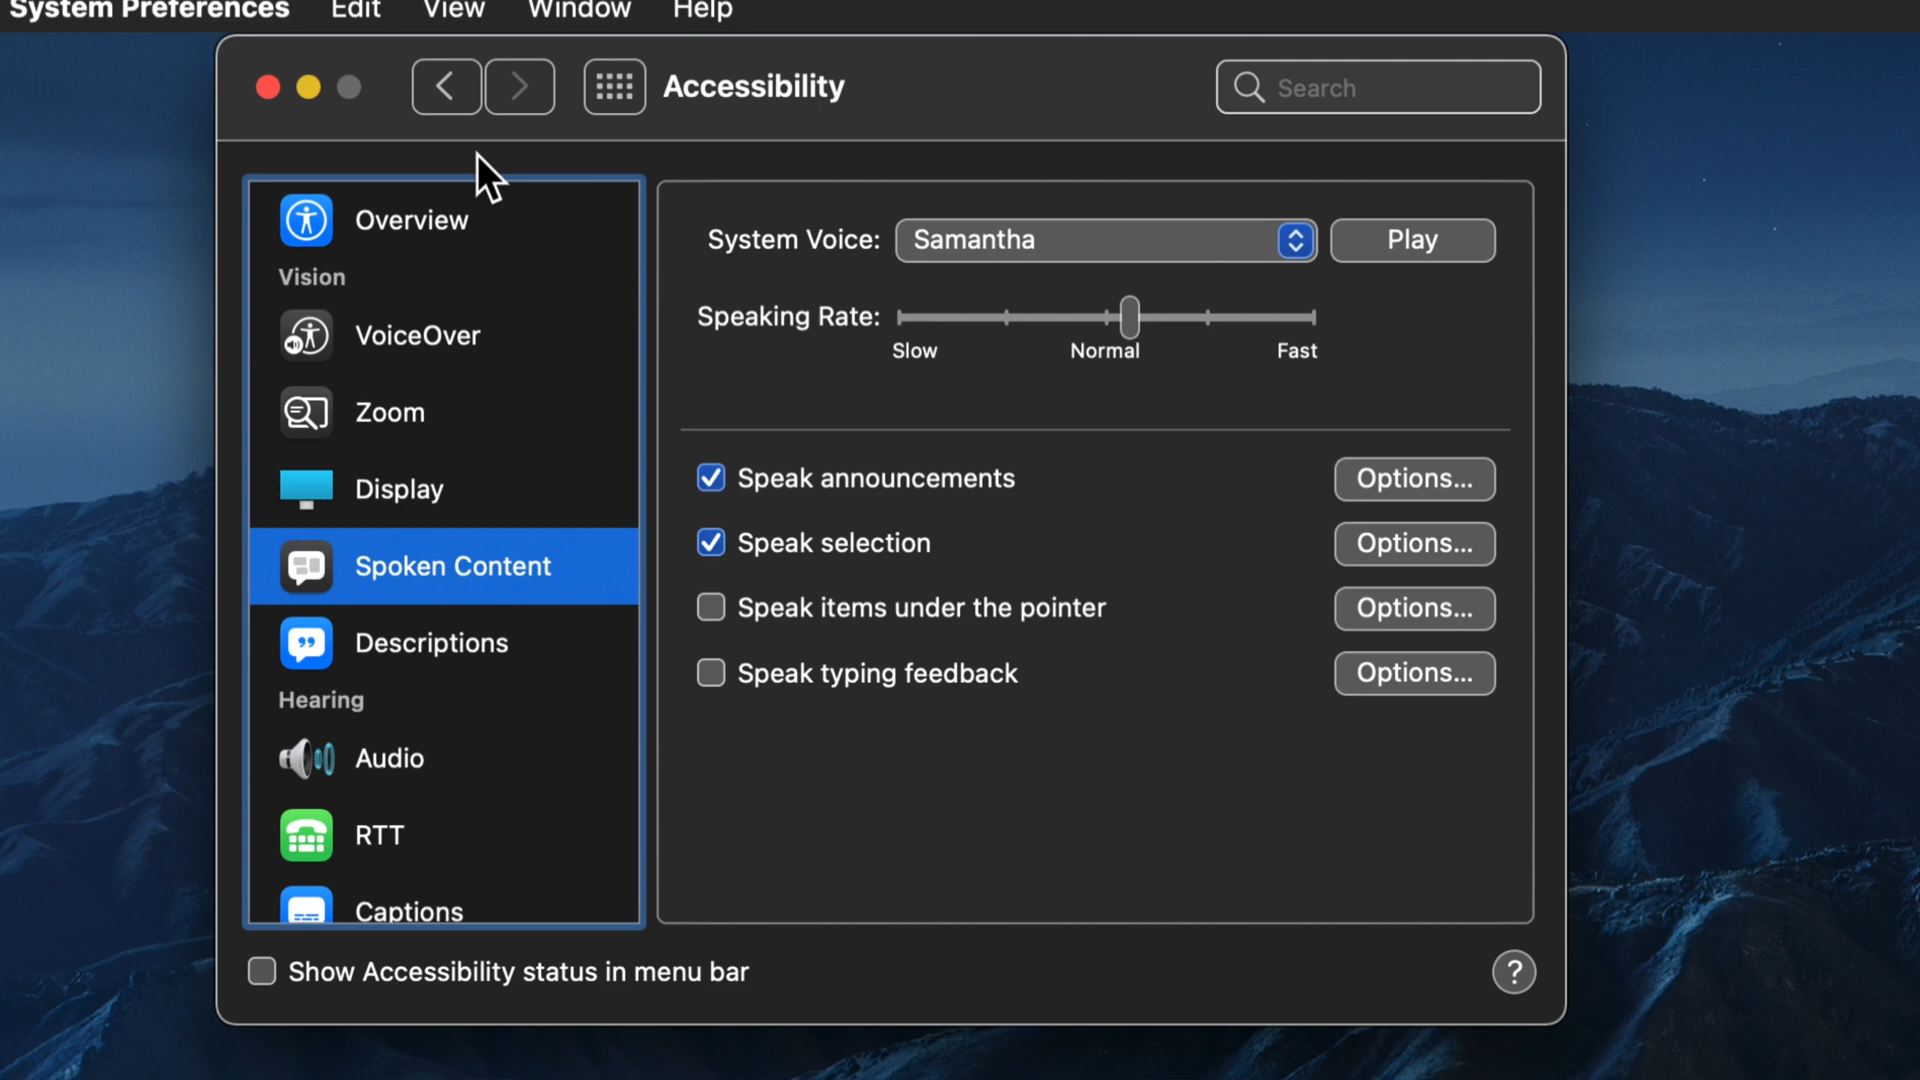 System Preferences Edit View Window Help
Accessibility
Search
Overview
Vision
VoiceOver
Zoom
Display
Spoken Content
Descriptions
Hearing
Audio
RTT
Captions
System Voice: Samantha Play
Speaking Rate:
Slow Normal Fast
Speak announcements Options...
Speak selection Options...
Speak items under the pointer Options...
Speak typing feedback Options...
Show Accessibility status in menu bar ?